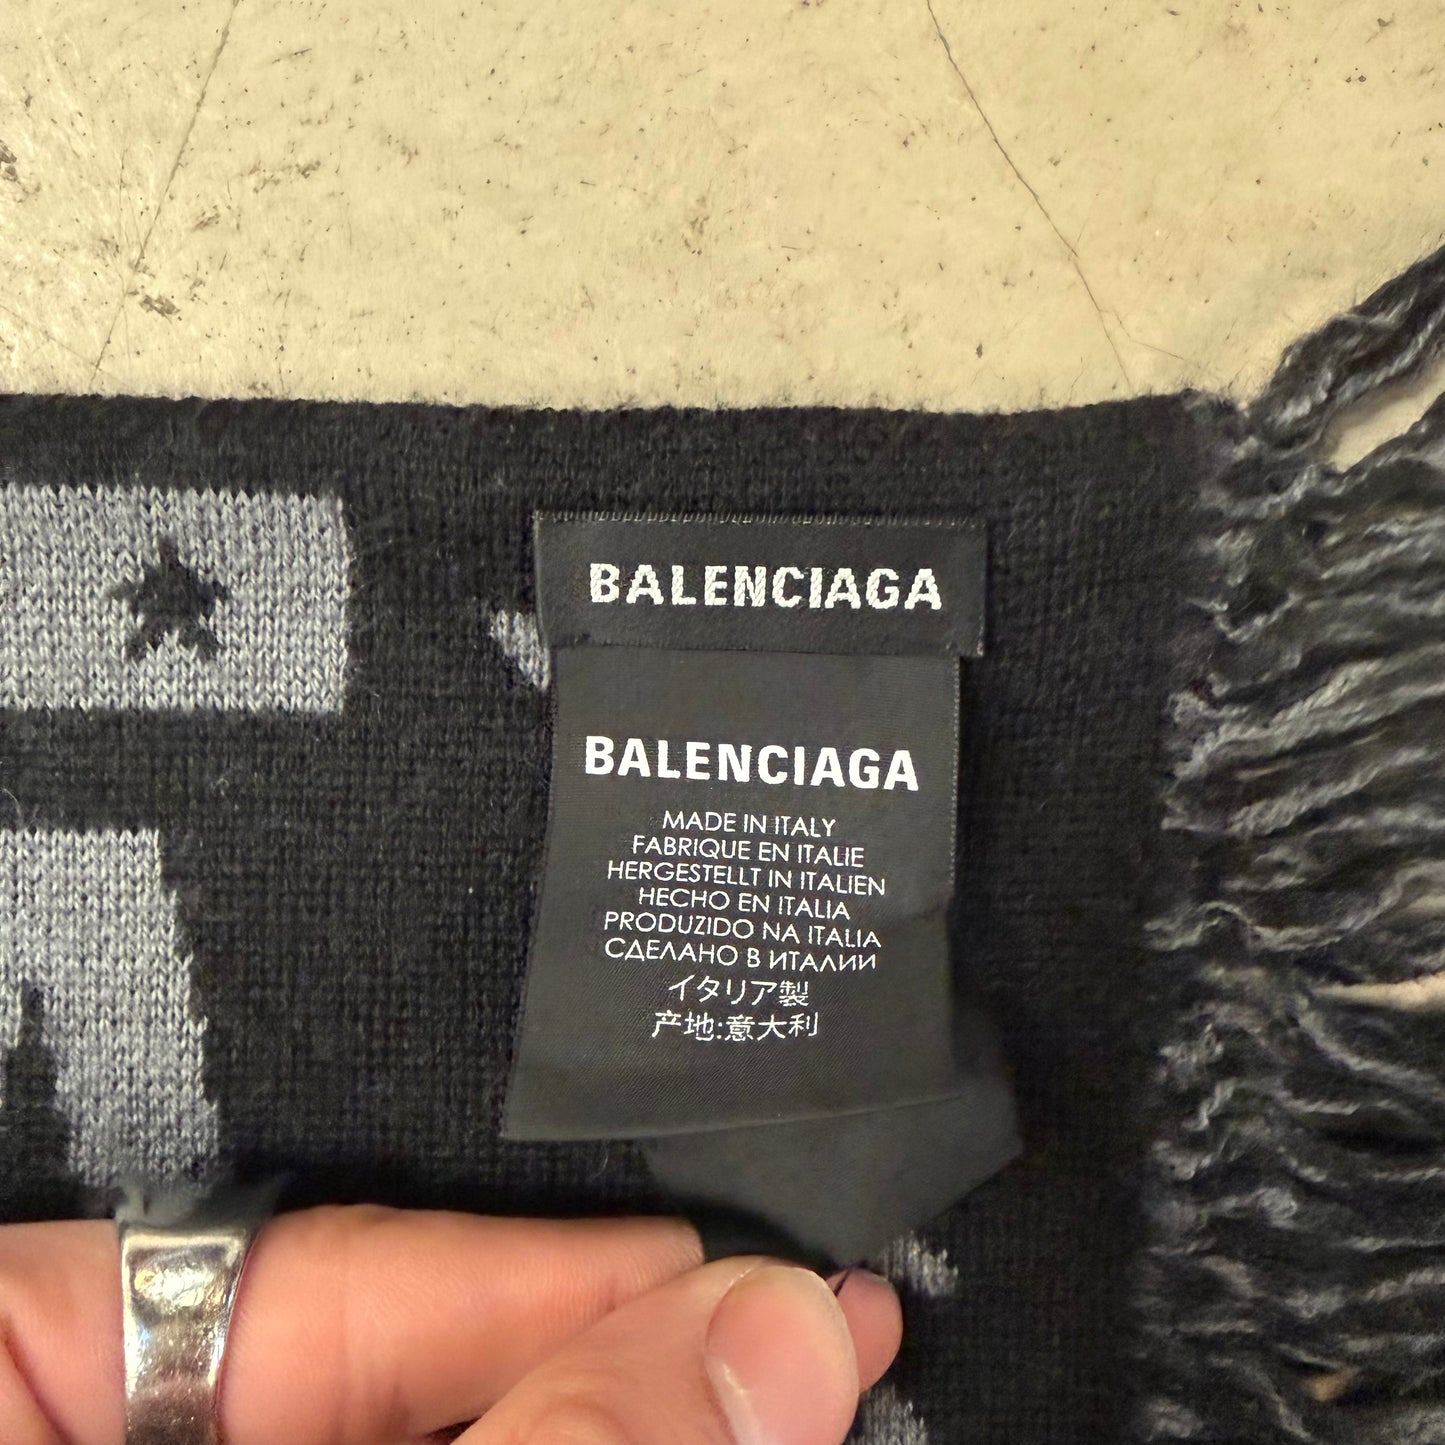 BALENCIAGA
BALENCIAGA
MADE IN ITALY
FABRIQUE EN ITALIE
HERGESTELLT IN ITALIEN
HECHO EN ITALIA
PRODUZIDO NA ITALIA
СДЕЛАНО В ИТАЛИИ
イタリア製
产地:意大利